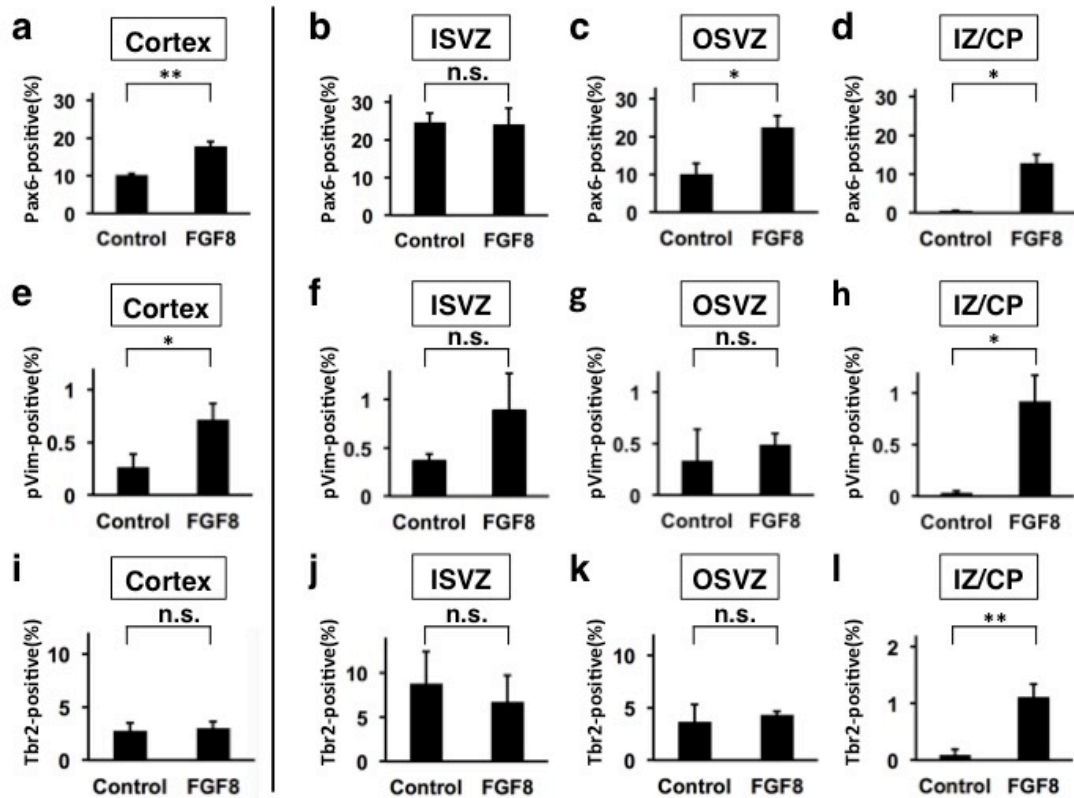 a
Cortex
**
Pax6-positive(%)
30
20
10
0
Control FGF8
b
ISVZ
n.s.
Pax6-positive(%)
30
20
10
0
Control FGF8
c
OSVZ
*
Pax6-positive(%)
30
20
10
0
Control FGF8
d
IZ/CP
*
Pax6-positive(%)
30
20
10
0
Control FGF8
e
Cortex
*
pVim-positive(%)
1
0.5
0
Control FGF8
f
ISVZ
n.s.
pVim-positive(%)
1
0.5
0
Control FGF8
g
OSVZ
n.s.
pVim-positive(%)
1
0.5
0
Control FGF8
h
IZ/CP
*
pVim-positive(%)
1
0.5
0
Control FGF8
i
Cortex
n.s.
Tbr2-positive(%)
10
5
0
Control FGF8
j
ISVZ
n.s.
Tbr2-positive(%)
10
5
0
Control FGF8
k
OSVZ
n.s.
Tbr2-positive(%)
10
5
0
Control FGF8
l
IZ/CP
**
Tbr2-positive(%)
2
1
0
Control FGF8